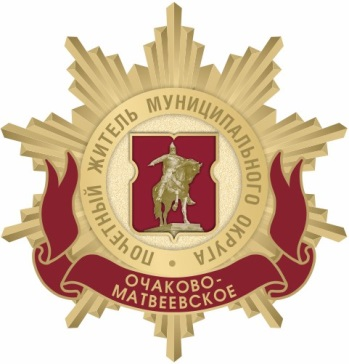 ПОЧЕТНЫЙ ЖИТЕЛЬ МУНИЦИПАЛЬНОГО ОКРУГА
ОЧАКОВО-
МАТВЕЕВСКОЕ